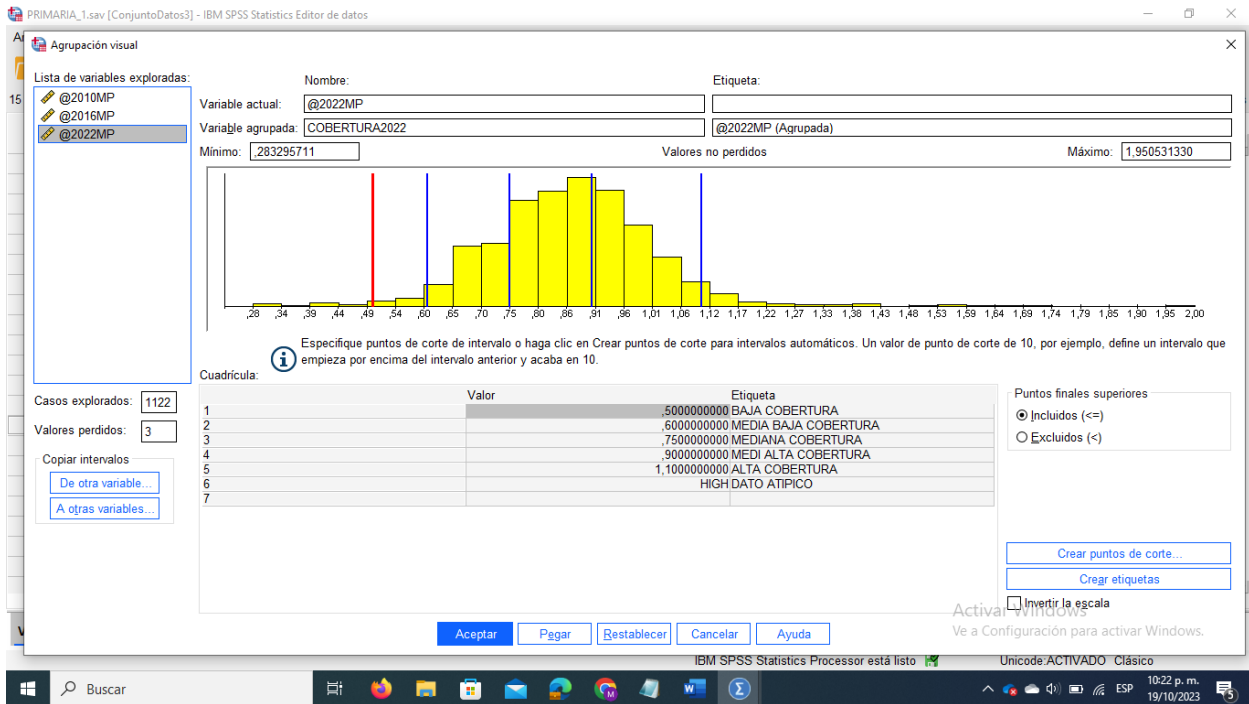 PRIMARIA_1.sav [ConjuntoDatos3] - IBM SPSS Statistics Editor de datos
Agrupación visual
Lista de variables exploradas:
@2010MP
@2016MP
@2022MP
Nombre:
Etiqueta:
Variable actual:
@2022MP
Variable agrupada:
COBERTURA2022
@2022MP (Agrupada)
Mínimo:
,283295711
Valores no perdidos
Máximo:
1,950531330
,28 ,34 ,39 ,44 ,49 ,54 ,60 ,65 ,70 ,75 ,80 ,86 ,91 ,96 1,01 1,06 1,12 1,17 1,22 1,27 1,33 1,38 1,43 1,48 1,53 1,59 1,64 1,69 1,74 1,79 1,85 1,90 1,95 2,00
Especifique puntos de corte de intervalo o haga clic en Crear puntos de corte para intervalos automáticos. Un valor de punto de corte de 10, por ejemplo, define un intervalo que
empieza por encima del intervalo anterior y acaba en 10.
Cuadrícula:
Valor Etiqueta
1 ,5000000000 BAJA COBERTURA
2 ,6000000000 MEDIA BAJA COBERTURA
3 ,7500000000 MEDIANA COBERTURA
4 ,9000000000 MEDI ALTA COBERTURA
5 1,1000000000 ALTA COBERTURA
6 HIGH DATO ATIPICO
7
Casos explorados: 1122
Valores perdidos: 3
Copiar intervalos
De otra variable...
A otras variables...
Puntos finales superiores
Incluidos (<=)
Excluidos (<)
Crear puntos de corte...
Crear etiquetas
Invertir la escala
Activar Windows
Ve a Configuración para activar Windows.
Aceptar
Pegar
Restablecer
Cancelar
Ayuda
IBM SPSS Statistics Processor está listo
Unicode:ACTIVADO Clásico
Buscar
ESP
10:22 p. m.
19/10/2023
5